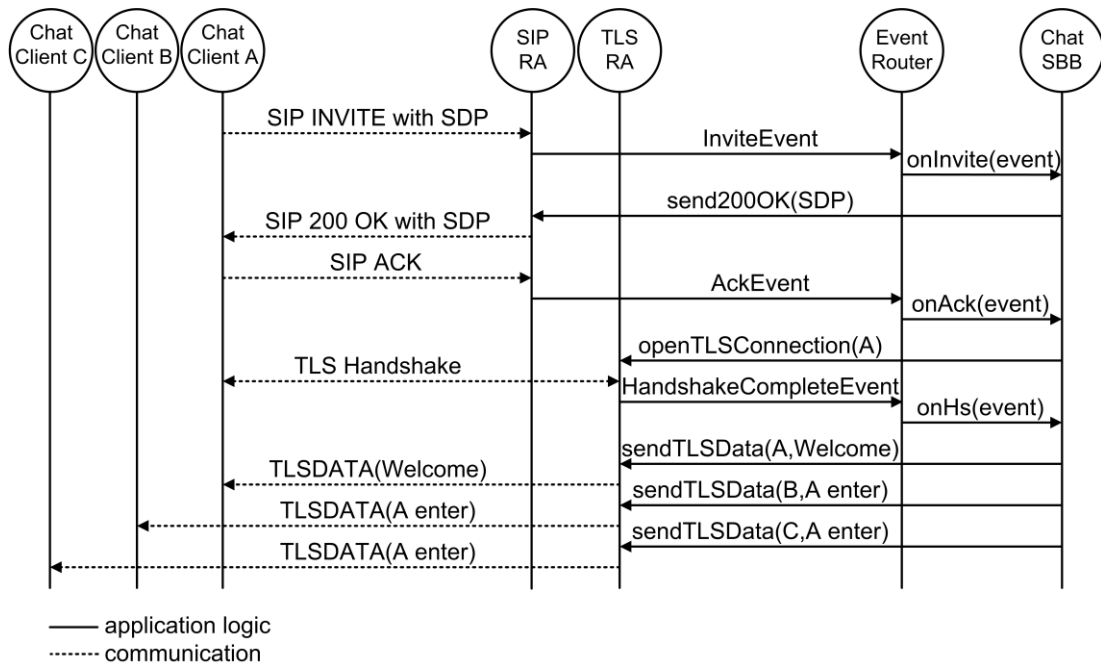 Chat
Client C
Chat
Client B
Chat
Client A
SIP
RA
TLS
RA
Event
Router
Chat
SBB
SIP INVITE with SDP
InviteEvent
onInvite(event)
send200OK(SDP)
SIP 200 OK with SDP
SIP ACK
AckEvent
onAck(event)
openTLSConnection(A)
TLS Handshake
HandshakeCompleteEvent
onHs(event)
sendTLSData(A,Welcome)
TLSDATA(Welcome)
sendTLSData(B,A enter)
TLSDATA(A enter)
sendTLSData(C,A enter)
TLSDATA(A enter)
application logic
communication